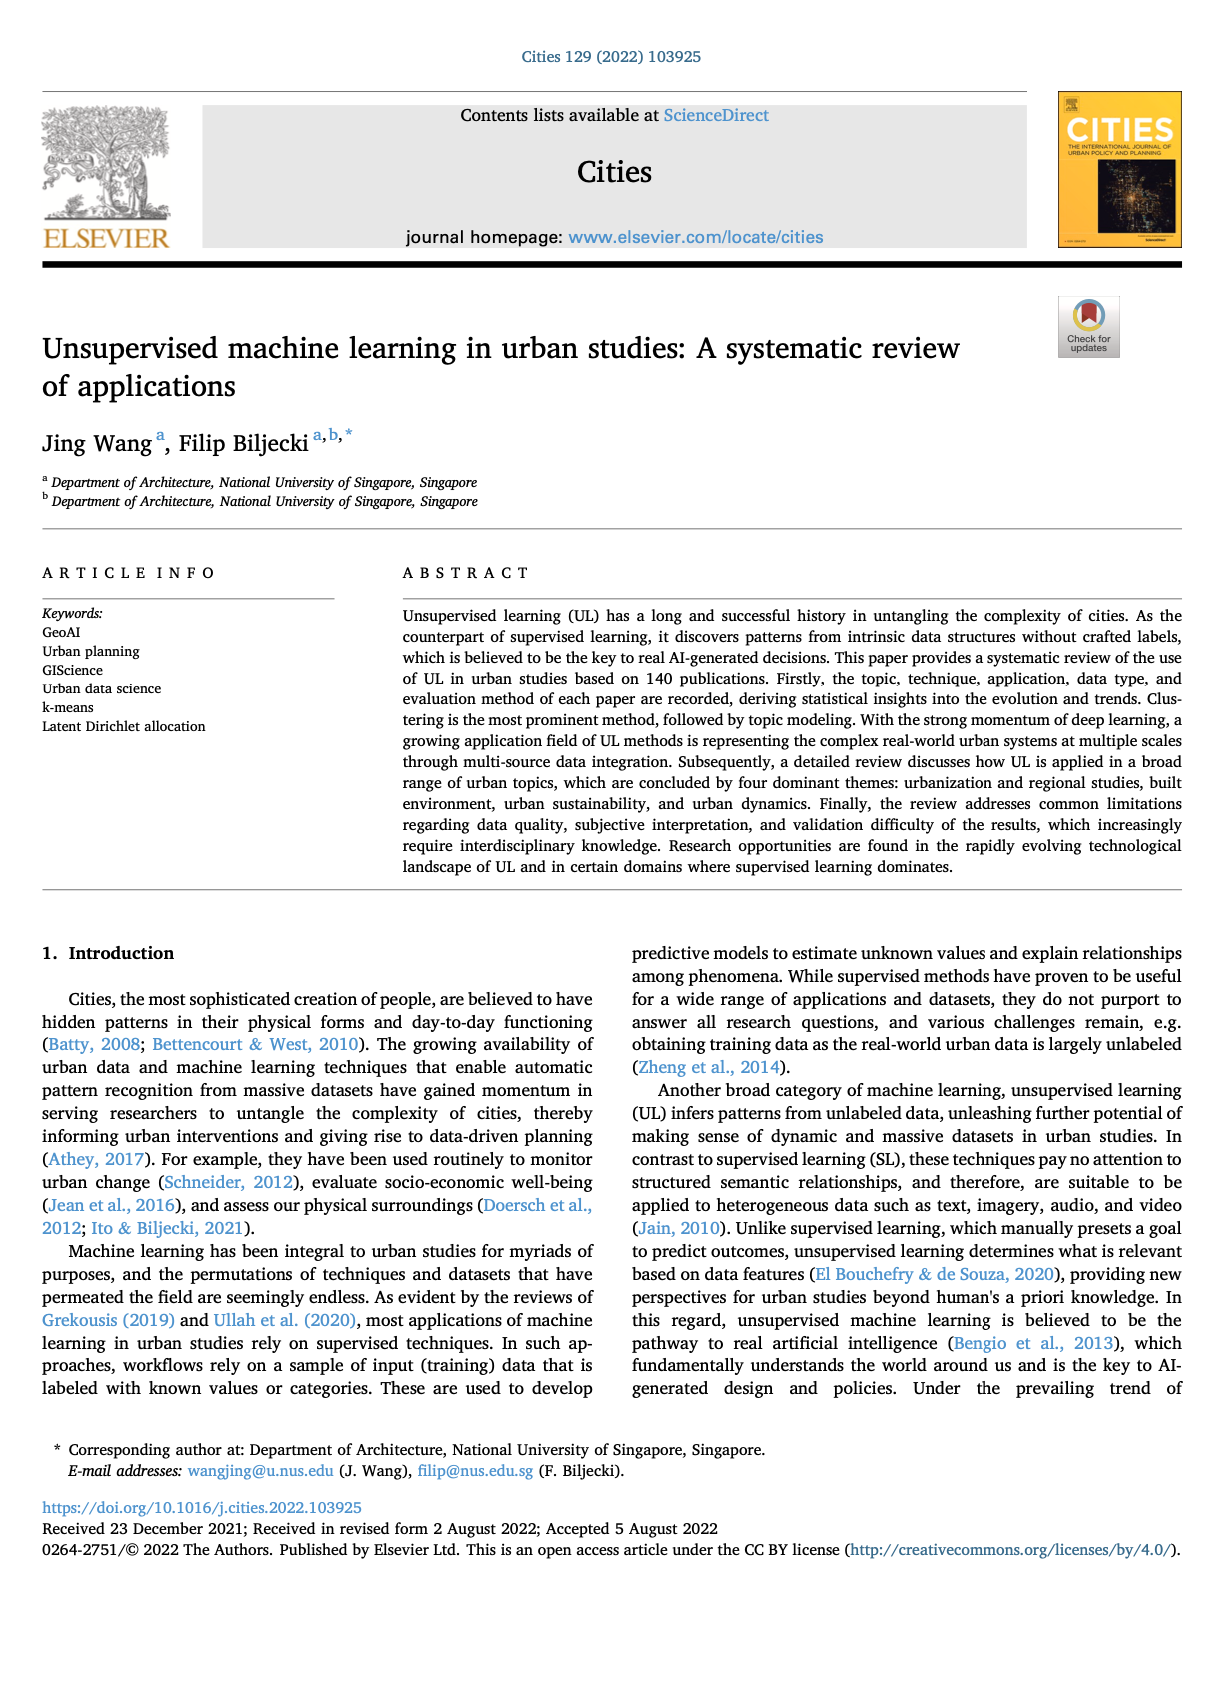 Cities 129 (2022) 103925
Contents lists available at ScienceDirect
Cities
journal homepage: www.elsevier.com/locate/cities
ELSEVIER
CITIES
THE INTERNATIONAL JOURNAL OF
URBAN POLICY AND PLANNING
Check for
updates
Unsupervised machine learning in urban studies: A systematic review
of applications
Jing Wang a, Filip Biljecki a,b,*
a Department of Architecture, National University of Singapore, Singapore
b Department of Architecture, National University of Singapore, Singapore
A R T I C L E I N F O
Keywords:
GeoAI
Urban planning
GIScience
Urban data science
k-means
Latent Dirichlet allocation
A B S T R A C T
Unsupervised learning (UL) has a long and successful history in untangling the complexity of cities. As the
counterpart of supervised learning, it discovers patterns from intrinsic data structures without crafted labels,
which is believed to be the key to real AI-generated decisions. This paper provides a systematic review of the use
of UL in urban studies based on 140 publications. Firstly, the topic, technique, application, data type, and
evaluation method of each paper are recorded, deriving statistical insights into the evolution and trends. Clus-
tering is the most prominent method, followed by topic modeling. With the strong momentum of deep learning, a
growing application field of UL methods is representing the complex real-world urban systems at multiple scales
through multi-source data integration. Subsequently, a detailed review discusses how UL is applied in a broad
range of urban topics, which are concluded by four dominant themes: urbanization and regional studies, built
environment, urban sustainability, and urban dynamics. Finally, the review addresses common limitations
regarding data quality, subjective interpretation, and validation difficulty of the results, which increasingly
require interdisciplinary knowledge. Research opportunities are found in the rapidly evolving technological
landscape of UL and in certain domains where supervised learning dominates.
1. Introduction
Cities, the most sophisticated creation of people, are believed to have
hidden patterns in their physical forms and day-to-day functioning
(Batty, 2008; Bettencourt & West, 2010). The growing availability of
urban data and machine learning techniques that enable automatic
pattern recognition from massive datasets have gained momentum in
serving researchers to untangle the complexity of cities, thereby
informing urban interventions and giving rise to data-driven planning
(Athey, 2017). For example, they have been used routinely to monitor
urban change (Schneider, 2012), evaluate socio-economic well-being
(Jean et al., 2016), and assess our physical surroundings (Doersch et al.,
2012; Ito & Biljecki, 2021).
Machine learning has been integral to urban studies for myriads of
purposes, and the permutations of techniques and datasets that have
permeated the field are seemingly endless. As evident by the reviews of
Grekousis (2019) and Ullah et al. (2020), most applications of machine
learning in urban studies rely on supervised techniques. In such ap-
proaches, workflows rely on a sample of input (training) data that is
labeled with known values or categories. These are used to develop
predictive models to estimate unknown values and explain relationships
among phenomena. While supervised methods have proven to be useful
for a wide range of applications and datasets, they do not purport to
answer all research questions, and various challenges remain, e.g.
obtaining training data as the real-world urban data is largely unlabeled
(Zheng et al., 2014).
Another broad category of machine learning, unsupervised learning
(UL) infers patterns from unlabeled data, unleashing further potential of
making sense of dynamic and massive datasets in urban studies. In
contrast to supervised learning (SL), these techniques pay no attention to
structured semantic relationships, and therefore, are suitable to be
applied to heterogeneous data such as text, imagery, audio, and video
(Jain, 2010). Unlike supervised learning, which manually presets a goal
to predict outcomes, unsupervised learning determines what is relevant
based on data features (El Bouchefry & de Souza, 2020), providing new
perspectives for urban studies beyond human's a priori knowledge. In
this regard, unsupervised machine learning is believed to be the
pathway to real artificial intelligence (Bengio et al., 2013), which
fundamentally understands the world around us and is the key to AI-
generated design and policies. Under the prevailing trend of
* Corresponding author at: Department of Architecture, National University of Singapore, Singapore.
E-mail addresses: wangjing@u.nus.edu (J. Wang), filip@nus.edu.sg (F. Biljecki).
https://doi.org/10.1016/j.cities.2022.103925
Received 23 December 2021; Received in revised form 2 August 2022; Accepted 5 August 2022
0264-2751/© 2022 The Authors. Published by Elsevier Ltd. This is an open access article under the CC BY license (http://creativecommons.org/licenses/by/4.0/).